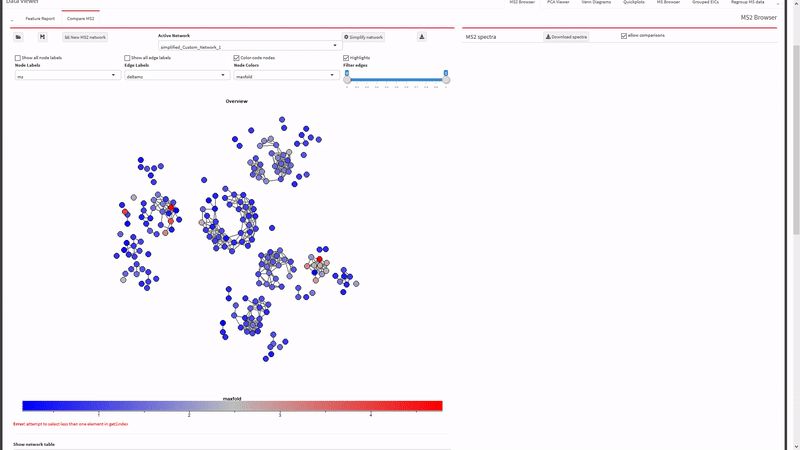 Data Viewer
MS2 Browser PCA Viewer Venn Diagrams Quickplots MS Browser Grouped EICs Regroup MS data
Feature Report Compare MS2
MS2 Browser
Active Network
New MS2 network
simplified_Custom_Network_1
Simplify network
MS2 spectra
Download spectra
allow comparisons
Show all node labels Show all edge labels Color-code nodes Highlights
Node Labels Edge Labels Node Colors Filter edges
mz deltamz maxfold
Overview
maxfold
1 2 3 4
Error: attempt to select less than one element in get1index
Show network table